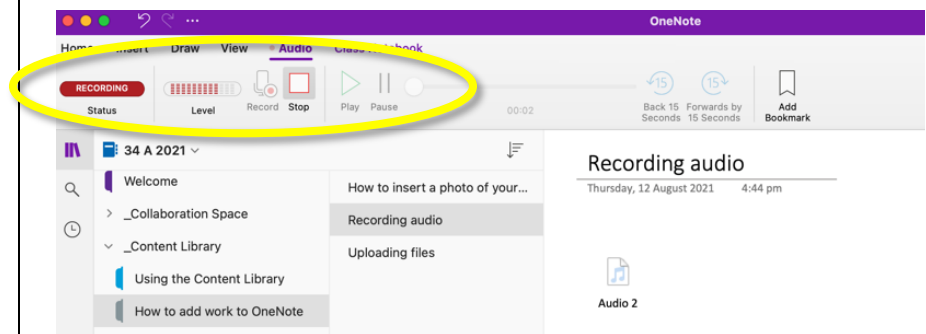 OneNote
Home Insert Draw View Audio Class Notebook
RECORDING
Status Level Record Stop Play Pause 00:02 Back 15 Seconds Forwards by 15 Seconds Add Bookmark
15 15
34 A 2021
Welcome
_Collaboration Space
_Content Library
Using the Content Library
How to add work to OneNote
How to insert a photo of your...
Recording audio
Uploading files
Recording audio
Thursday, 12 August 2021 4:44 pm
Audio 2